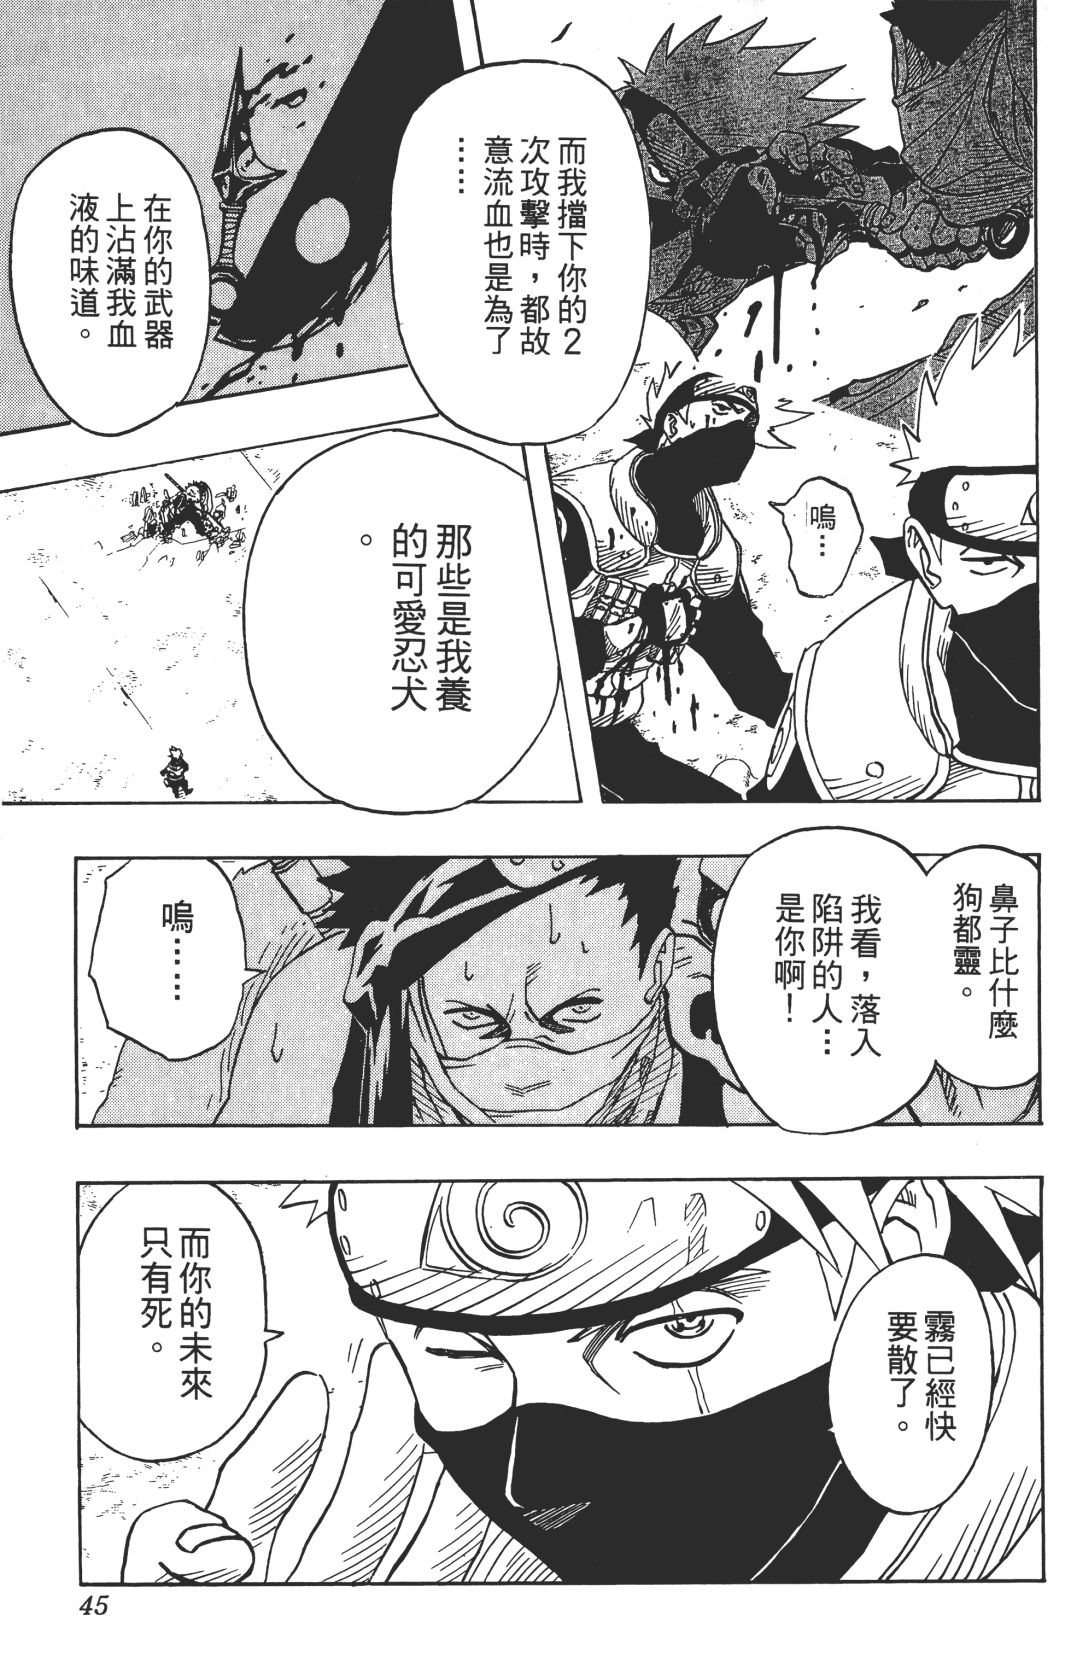 而我擋下你的2
次攻擊時，都故
意流血也是為了
……
在你的武器
上沾滿我血
液的味道。
嗚…
那些是我養
的可愛忍犬
。
鼻子比什麼
狗都靈。
我看，落入
陷阱的人…
是你啊！
嗚……
霧已經快
要散了。
而你的未來
只有死。
45